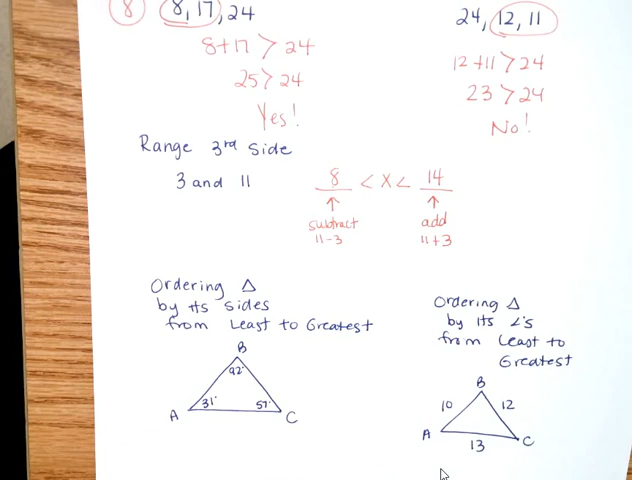 8
8, 17, 24
8+17 > 24
25 > 24
Yes!
24, 12, 11
12+11 > 24
23 > 24
No!
Range 3rd Side
3 and 11
8 < x < 14
↑ ↑
subtract add
11-3 11+3
Ordering △
by its sides
from Least to Greatest
B
92°
A 31° 57° C
Ordering △
by its ∠'s
from Least to
Greatest
B
10 12
A C
13